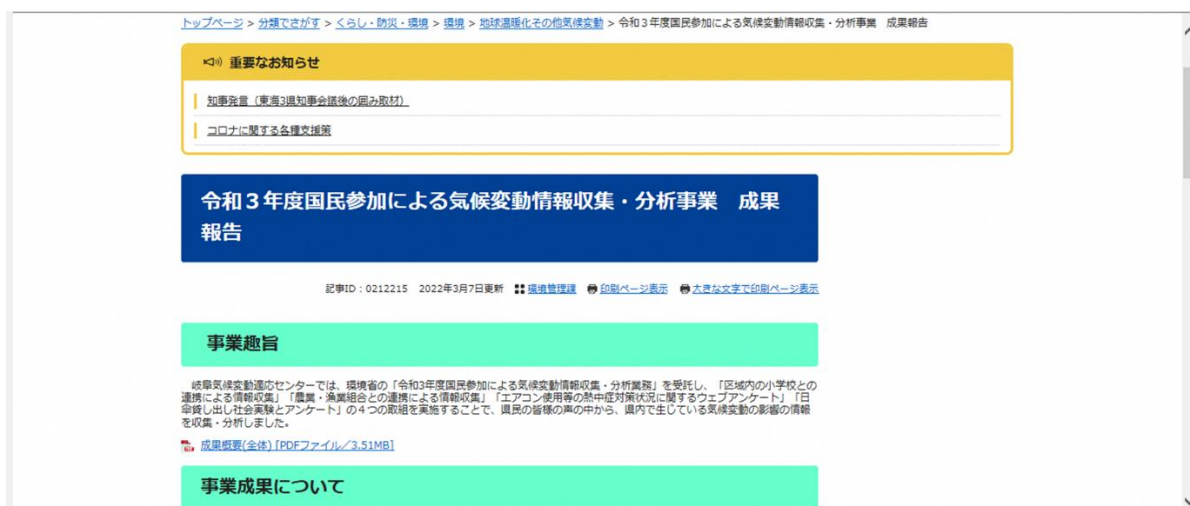 トップページ > 分類でさがす > くらし・防災・環境 > 環境 > 地球温暖化その他気候変動 > 令和３年度国民参加による気候変動情報収集・分析事業　成果報告
重要なお知らせ
知事発言（東海3県知事会議後の囲み取材）
コロナに関する各種支援策
令和３年度国民参加による気候変動情報収集・分析事業　成果
報告
記事ID：0212215　2022年3月7日更新　環境管理課　印刷ページ表示　大きな文字で印刷ページ表示
事業趣旨
岐阜気候変動適応センターでは、環境省の「令和3年度国民参加による気候変動情報収集・分析業務」を受託し、「区域内の小学校との
連携による情報収集」「農業・漁業組合との連携による情報収集」「エアコン使用等の熱中症対策状況に関するウェブアンケート」「日
傘貸し出し社会実験とアンケート」の４つの取組を実施することで、県民の皆様の声の中から、県内で生じている気候変動の影響の情報
を収集・分析しました。
成果概要(全体) [PDFファイル／3.51MB]
事業成果について